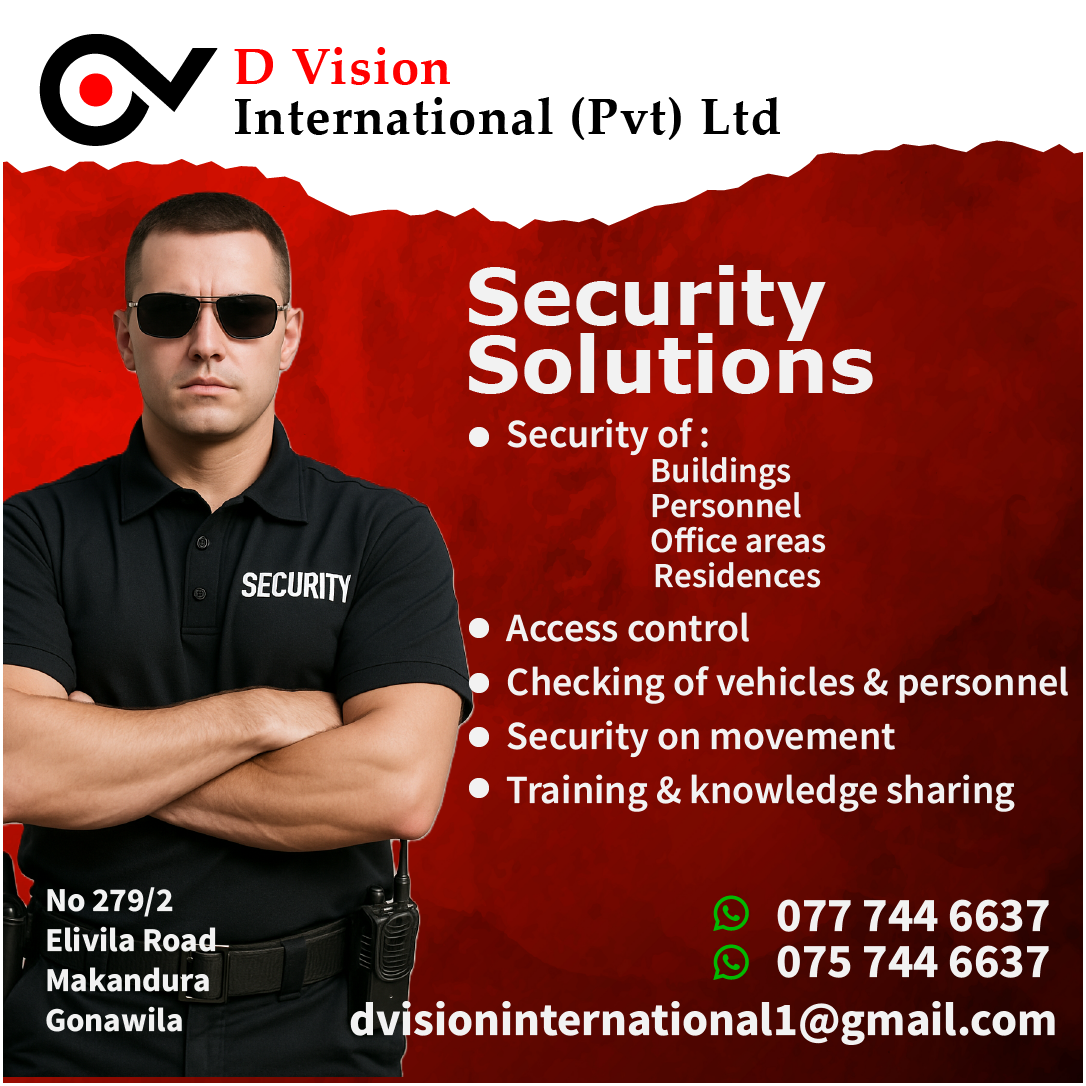 D Vision
International (Pvt) Ltd
Security
Solutions
Security of :
Buildings
Personnel
Office areas
Residences
Access control
Checking of vehicles & personnel
Security on movement
Training & knowledge sharing
SECURITY
No 279/2
Elivila Road
Makandura
Gonawila
077 744 6637
075 744 6637
dvisioninternational1@gmail.com